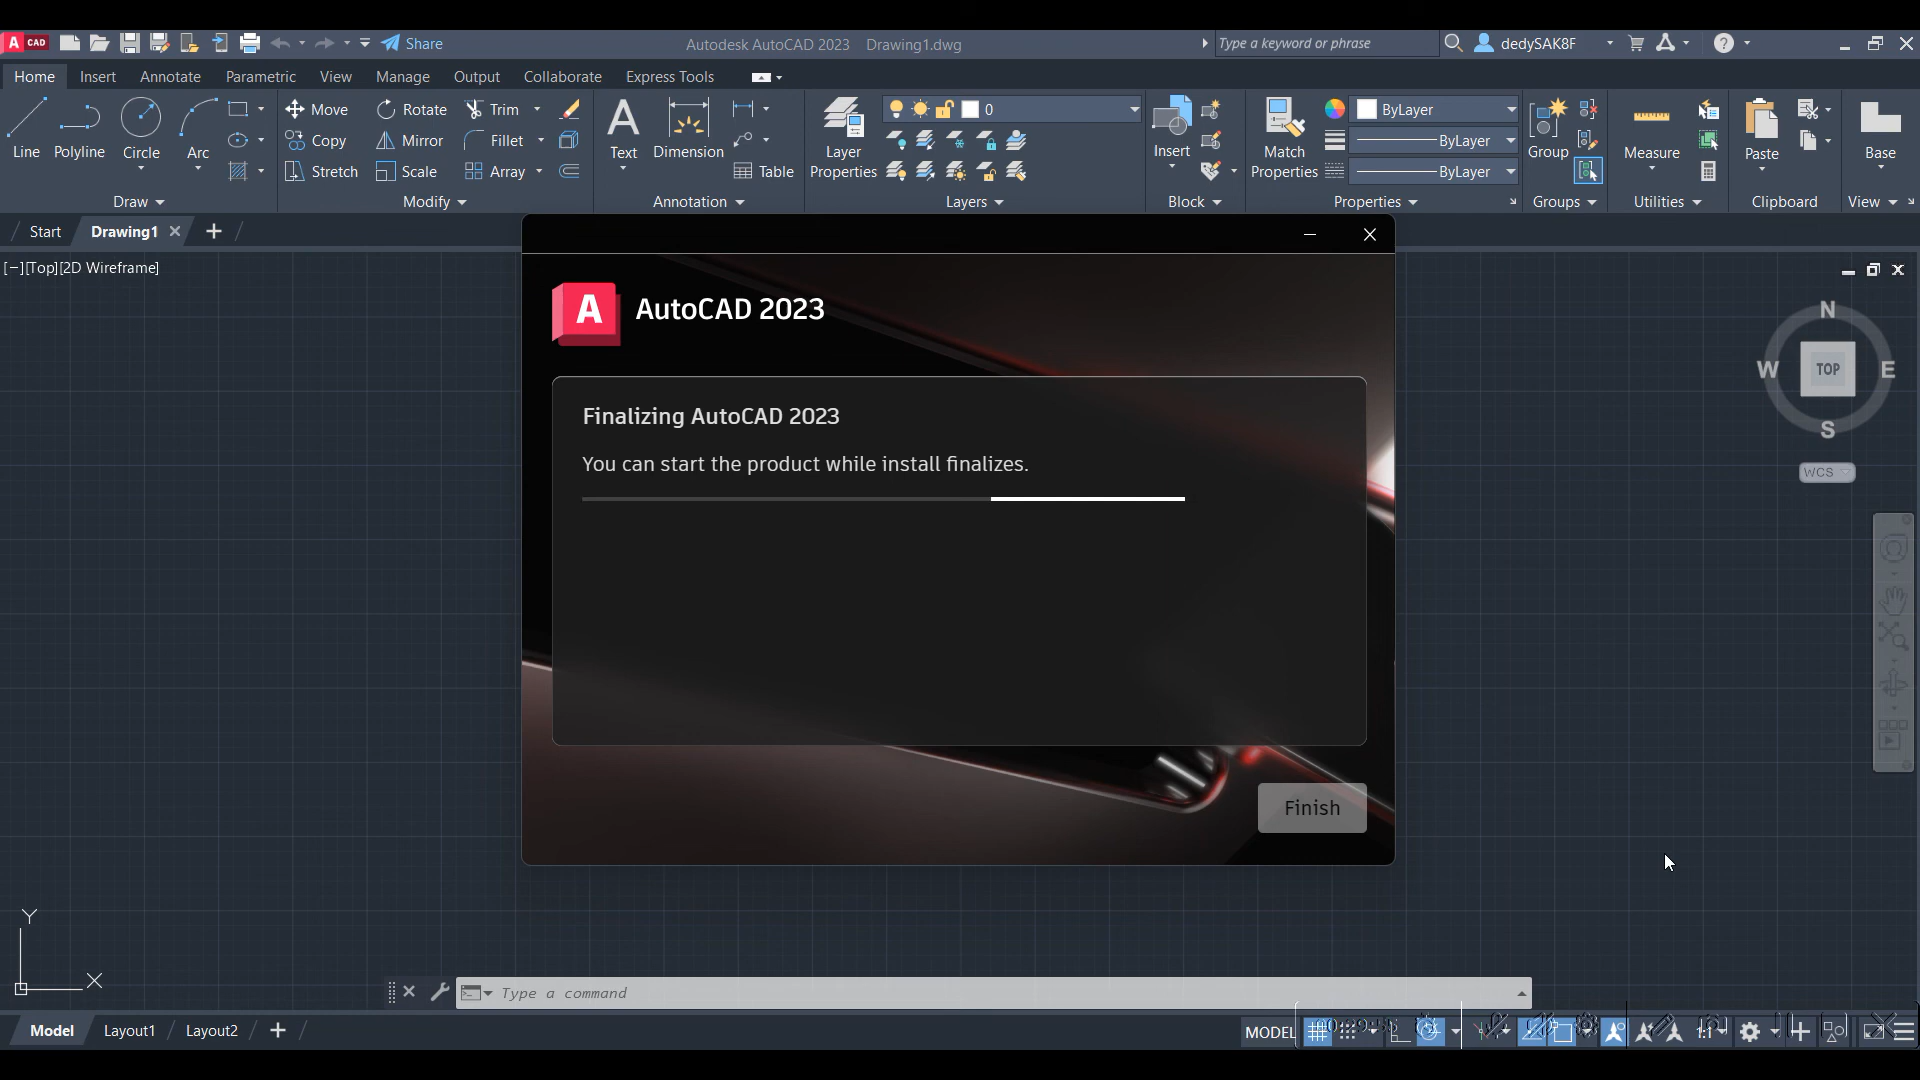 A CAD
Share
Autodesk AutoCAD 2023 Drawing1.dwg
Type a keyword or phrase
dedySAK8F
Home Insert Annotate Parametric View Manage Output Collaborate Express Tools
Line
Polyline
Circle
Arc
Draw
Move
Rotate
Trim
Copy
Mirror
Fillet
Stretch
Scale
Array
Modify
Text
Dimension
Table
Annotation
Layer
Properties
0
Layers
Insert
Block
Match
Properties
ByLayer
ByLayer
ByLayer
Properties
Group
Groups
Measure
Utilities
Paste
Clipboard
Base
View
Start Drawing1
[−][Top][2D Wireframe]
N
W TOP E
S
WCS
A
AutoCAD 2023
Finalizing AutoCAD 2023
You can start the product while install finalizes.
Finish
Y
X
Type a command
Model Layout1 Layout2
MODEL
1:1